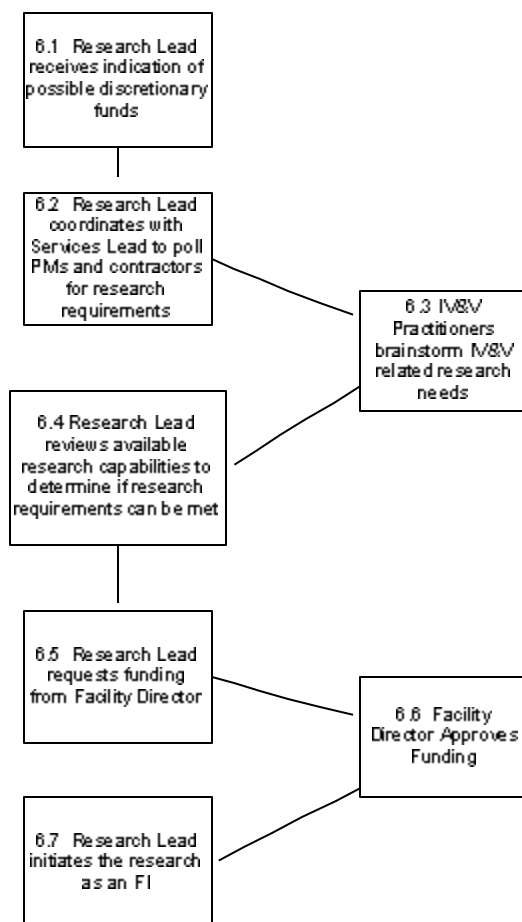 6.1 Research Lead
receives indication of
possible discretionary
funds
6.2 Research Lead
coordinates with
Services Lead to poll
PMs and contractors
for research
requirements
6.3 IV&V
Practitioners
brainstorm IV&V
related research
needs
6.4 Research Lead
reviews available
research capabilities to
determine if research
requirements can be met
6.5 Research Lead
requests funding
from Facility Director
6.6 Facility
Director Approves
Funding
6.7 Research Lead
initiates the research
as an FI